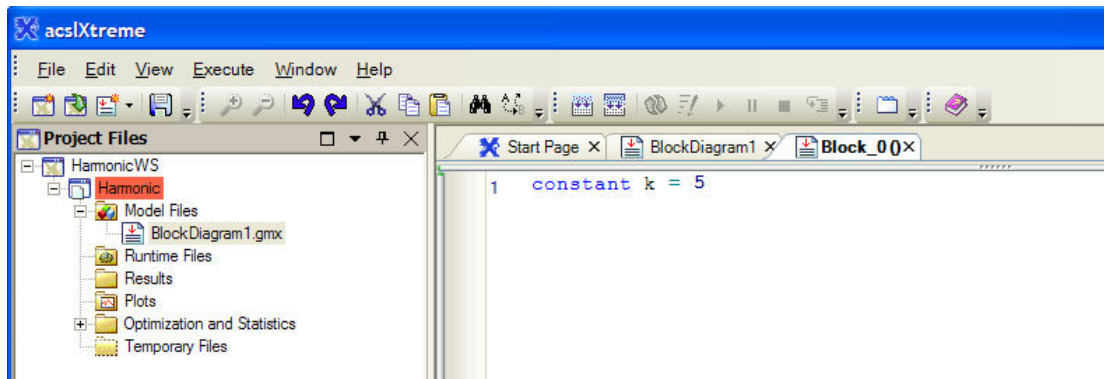 acslXtreme
File Edit View Execute Window Help
Project Files
Start Page BlockDiagram1 Block_0 ()
HarmonicWS
1 constant k = 5
Harmonic
Model Files
BlockDiagram1.gmx
Runtime Files
Results
Plots
Optimization and Statistics
Temporary Files